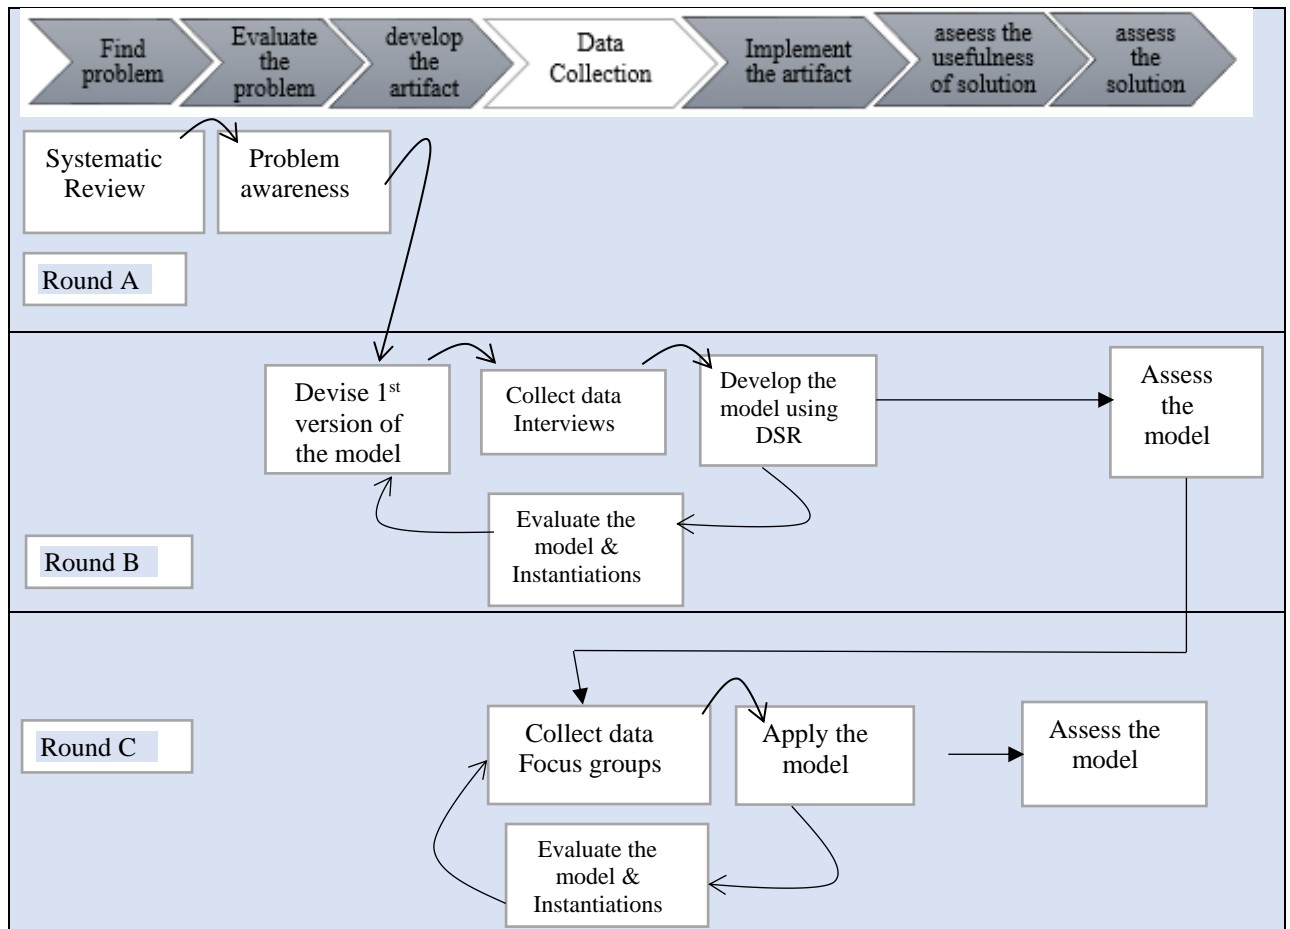 Find
problem
Evaluate
the
problem
develop
the
artifact
Data
Collection
Implement
the artifact
aseess the
usefulness
of solution
assess
the
solution
Systematic
Review
Problem
awareness
Round A
Devise 1st
version of
the model
Collect data
Interviews
Develop the
model using
DSR
Assess
the
model
Evaluate the
model &
Instantiations
Round B
Collect data
Focus groups
Apply the
model
Assess the
model
Round C
Evaluate the
model &
Instantiations